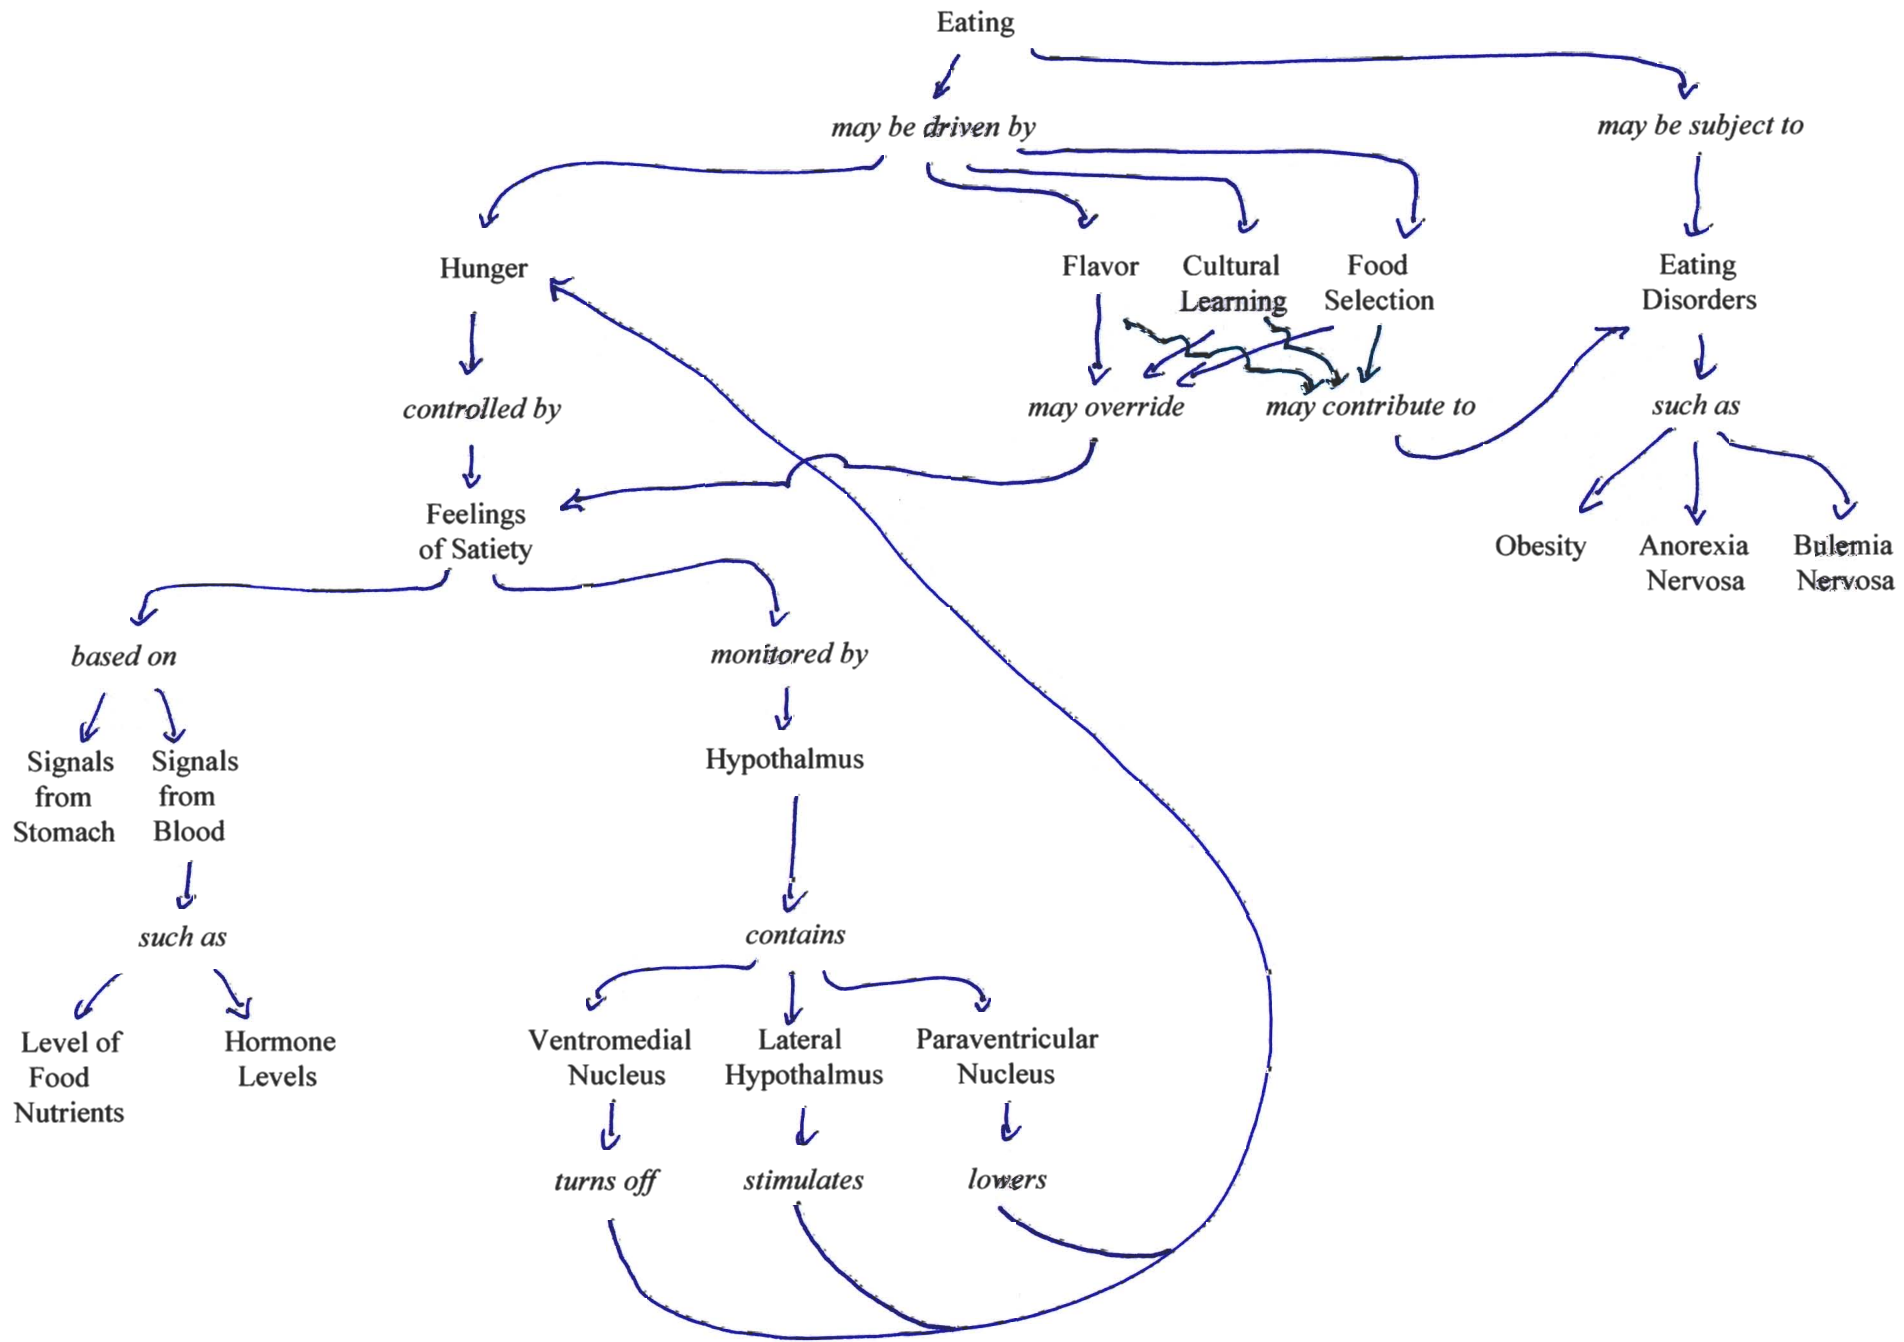 Eating
may be driven by
may be subject to
Hunger
Flavor
Cultural
Learning
Food
Selection
Eating
Disorders
controlled by
may override
may contribute to
such as
Feelings
of Satiety
Obesity
Anorexia
Nervosa
Bulemia
Nervosa
based on
monitored by
Signals
from
Stomach
Signals
from
Blood
Hypothalmus
such as
contains
Level of
Food
Nutrients
Hormone
Levels
Ventromedial
Nucleus
Lateral
Hypothalmus
Paraventricular
Nucleus
turns off
stimulates
lowers